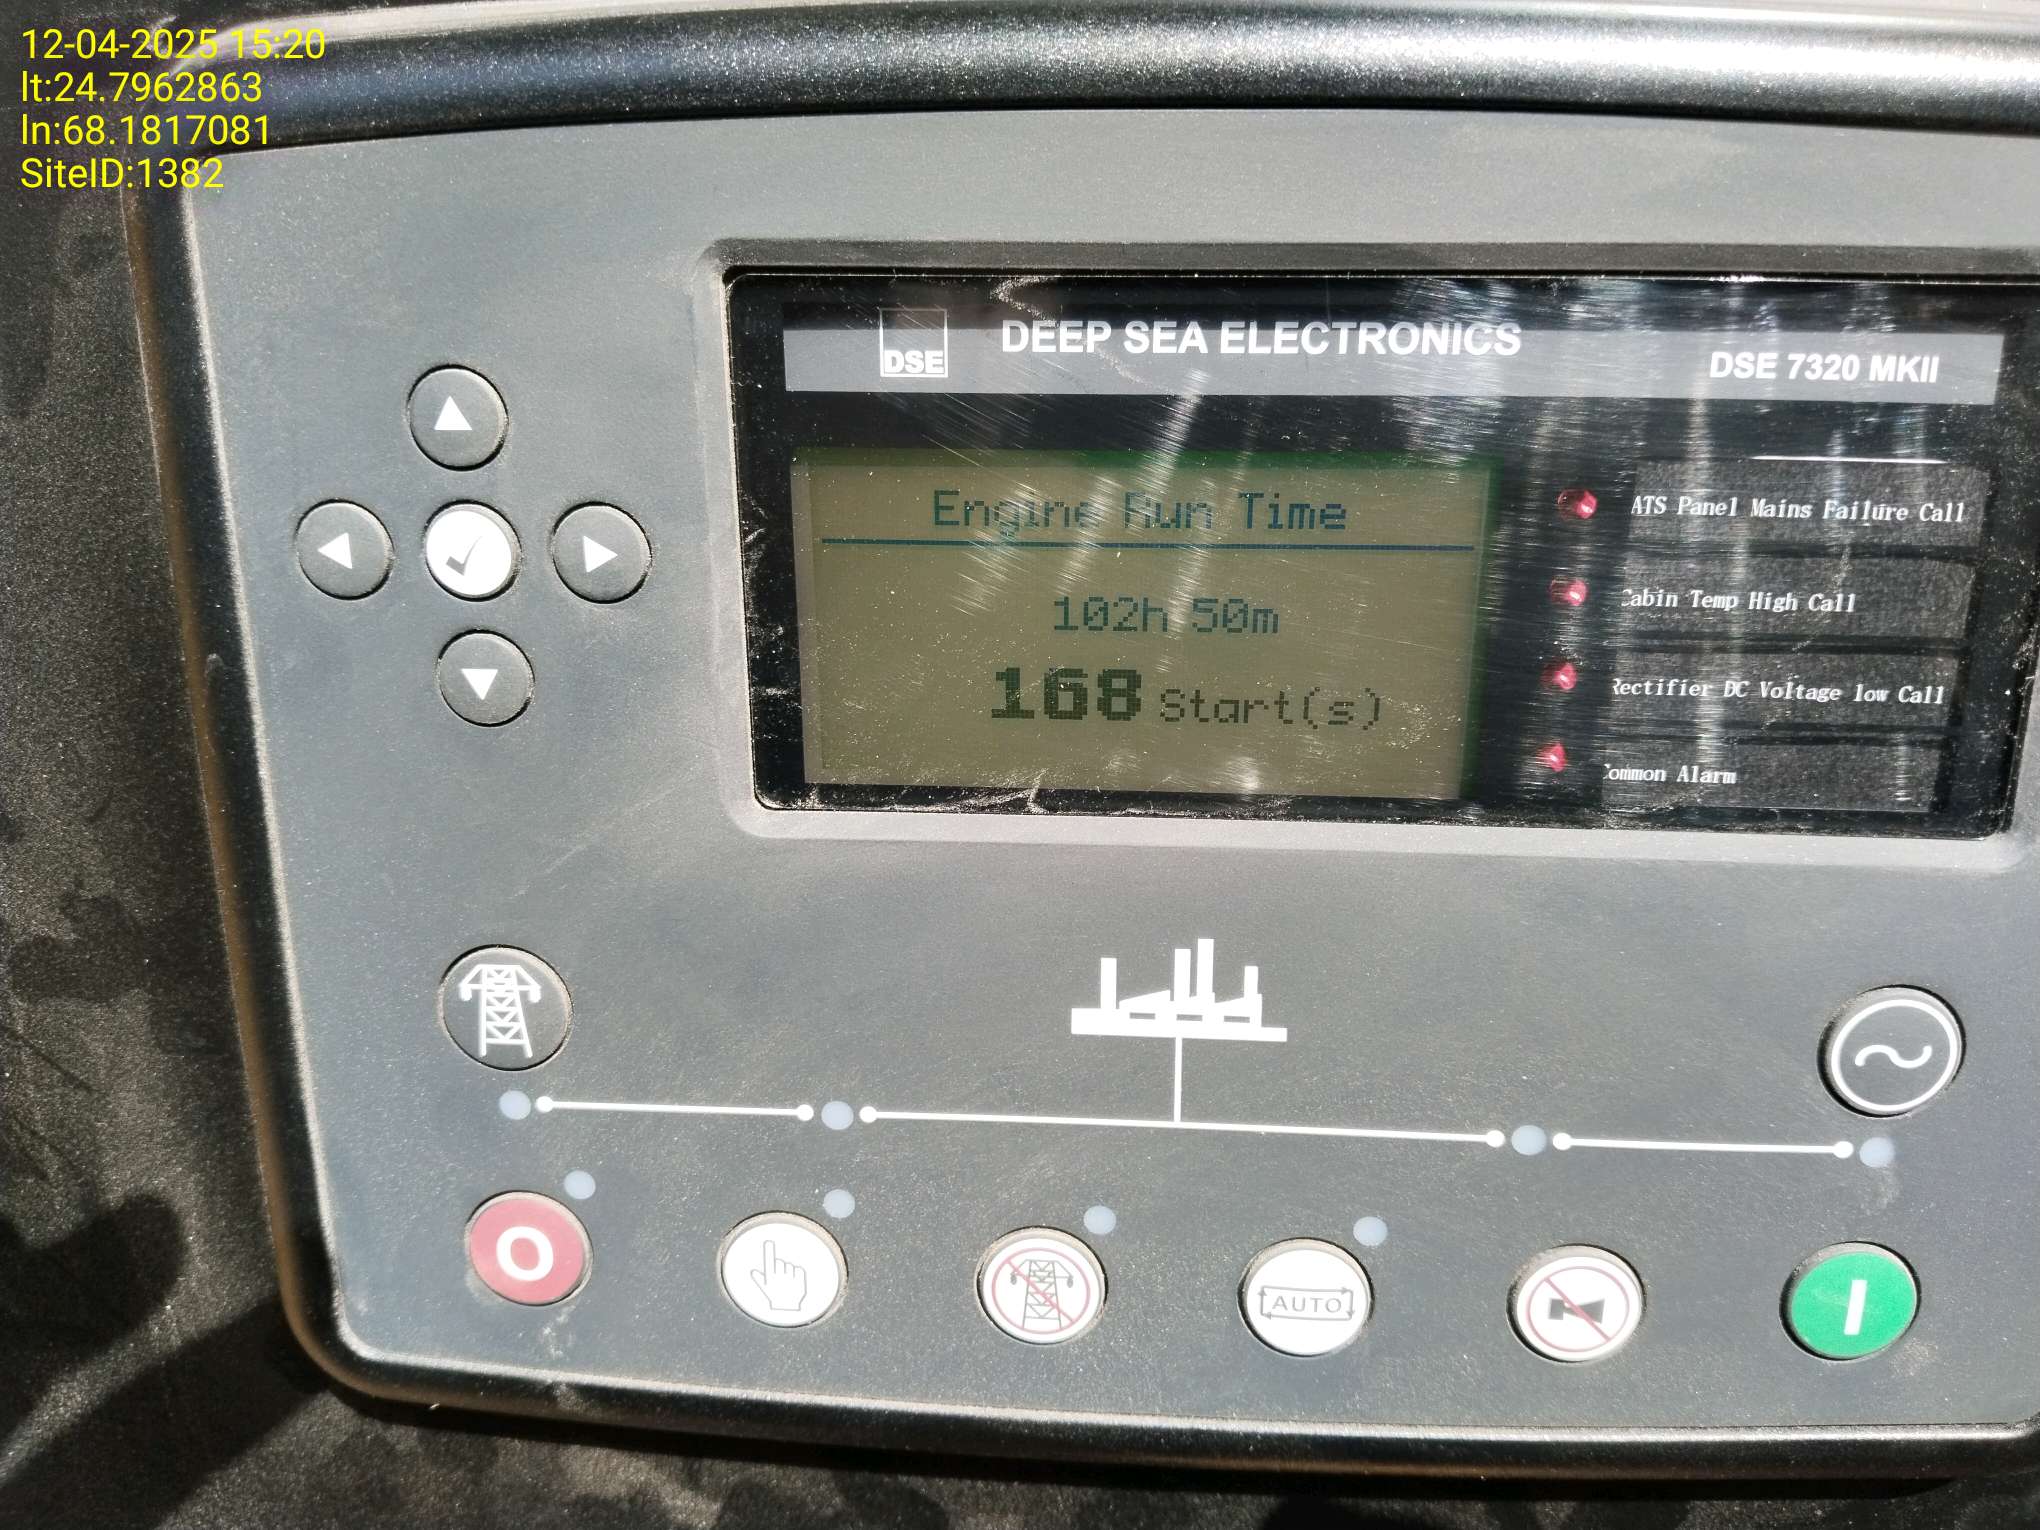 12-04-2025 15:20
lt:24.7962863
ln:68.1817081
SiteID:1382
DSE
DEEP SEA ELECTRONICS
DSE 7320 MKII
Engine Run Time
102h 50m
168 Start(s)
ATS Panel Mains Failure Call
Cabin Temp High Call
Rectifier DC Voltage low Call
Common Alarm
O
AUTO
I